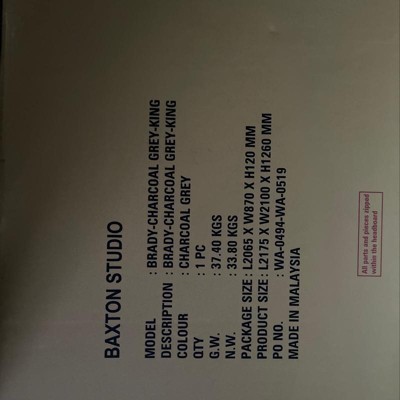 BAXTON STUDIO
MODEL : BRADY-CHARCOAL GREY-KING
DESCRIPTION : BRADY-CHARCOAL GREY-KING
COLOUR : CHARCOAL GREY
QTY : 1 PC
G.W. : 37.40 KGS
N.W. : 33.80 KGS
PACKAGE SIZE : L2065 X W870 X H120 MM
PRODUCT SIZE : L2175 X W2100 X H1260 MM
PO NO. : WA-0494-WA-0519
MADE IN MALAYSIA
All parts and pieces zipped
within the headboard